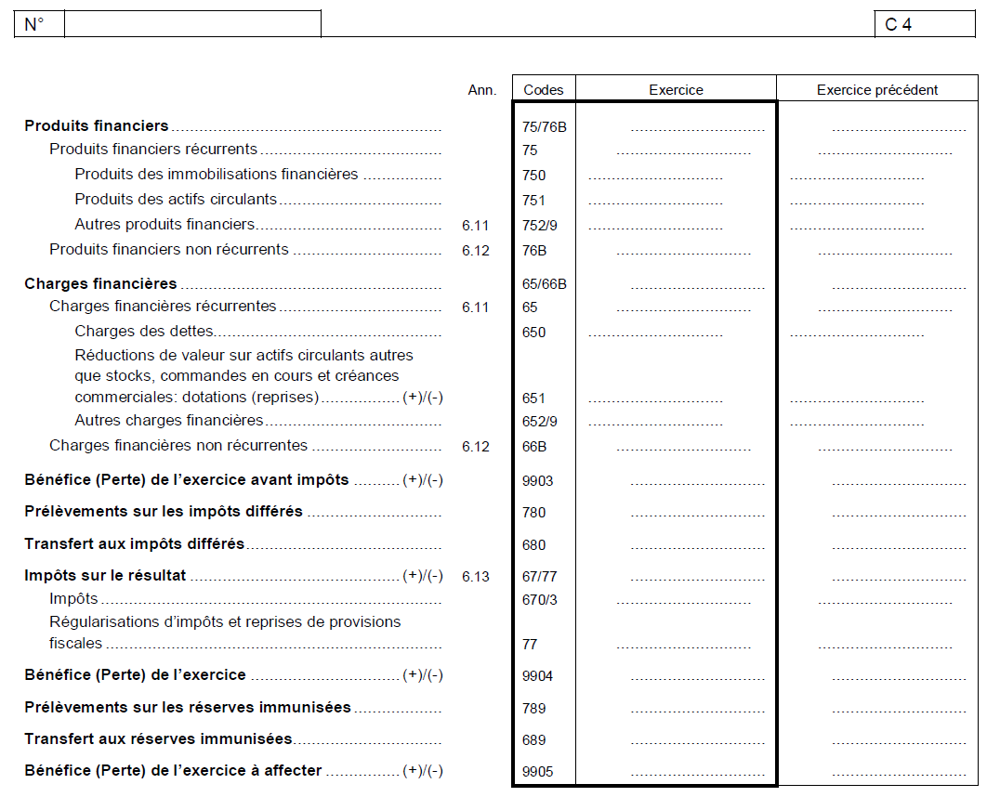 N° C 4
Ann. Codes Exercice Exercice précédent
Produits financiers ............................................................ 75/76B ............................. .............................
Produits financiers récurrents ....................................... 75 ............................. .............................
Produits des immobilisations financières ................. 750 ............................. .............................
Produits des actifs circulants................................... 751 ............................. .............................
Autres produits financiers........................................ 6.11 752/9 ............................. .............................
Produits financiers non récurrents ................................ 6.12 76B ............................. .............................
Charges financières ........................................................ 65/66B ............................. .............................
Charges financières récurrentes................................... 6.11 65 ............................. .............................
Charges des dettes................................................. 650 ............................. .............................
Réductions de valeur sur actifs circulants autres
que stocks, commandes en cours et créances
commerciales: dotations (reprises)................. (+)/(-) 651 ............................. .............................
Autres charges financières...................................... 652/9 ............................. .............................
Charges financières non récurrentes ............................ 6.12 66B ............................. .............................
Bénéfice (Perte) de l’exercice avant impôts .......... (+)/(-) 9903 ............................. .............................
Prélèvements sur les impôts différés ............................. 780 ............................. .............................
Transfert aux impôts différés.......................................... 680 ............................. .............................
Impôts sur le résultat ............................................. (+)/(-) 6.13 67/77 ............................. .............................
Impôts ......................................................................... 670/3 ............................. .............................
Régularisations d’impôts et reprises de provisions
fiscales ........................................................................ 77 ............................. .............................
Bénéfice (Perte) de l’exercice ................................ (+)/(-) 9904 ............................. .............................
Prélèvements sur les réserves immunisées................... 789 ............................. .............................
Transfert aux réserves immunisées................................ 689 ............................. .............................
Bénéfice (Perte) de l’exercice à affecter ................ (+)/(-) 9905 ............................. .............................